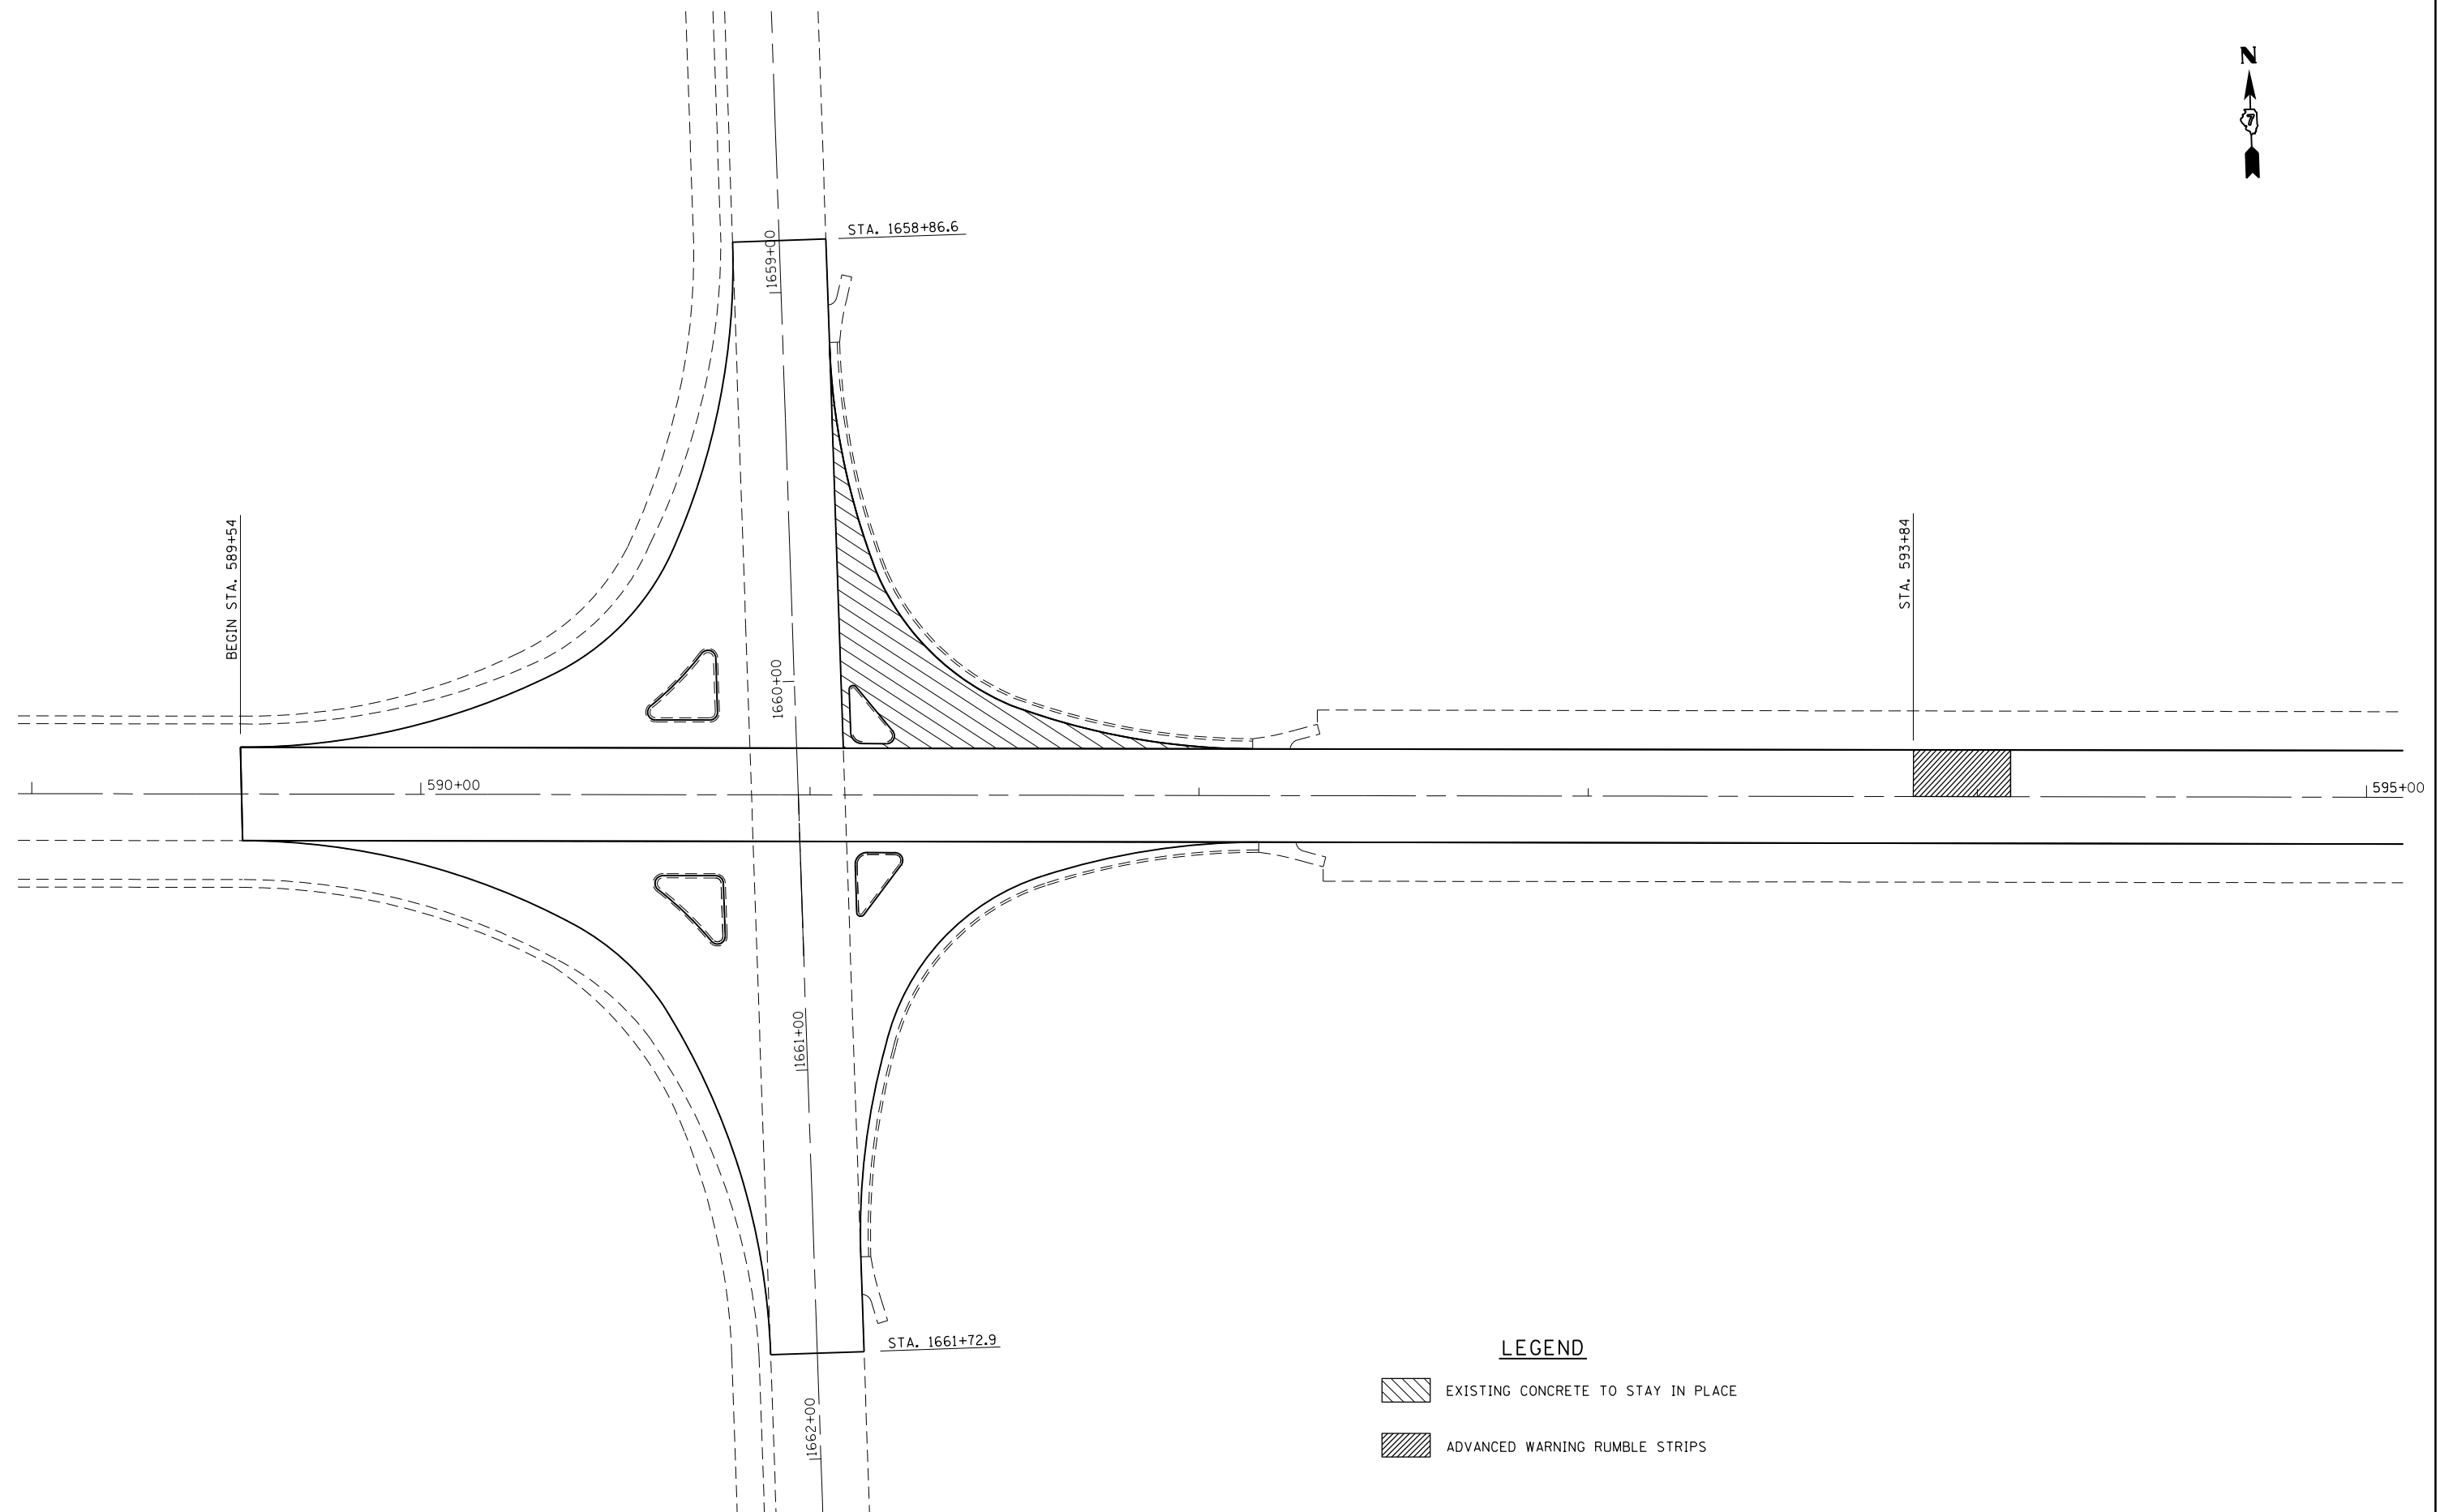 N
7
STA. 1658+86.6
1659+00
BEGIN STA. 589+54
STA. 593+84
1660+00
590+00
595+00
1661+00
STA. 1661+72.9
1662+00
LEGEND
EXISTING CONCRETE TO STAY IN PLACE
ADVANCED WARNING RUMBLE STRIPS